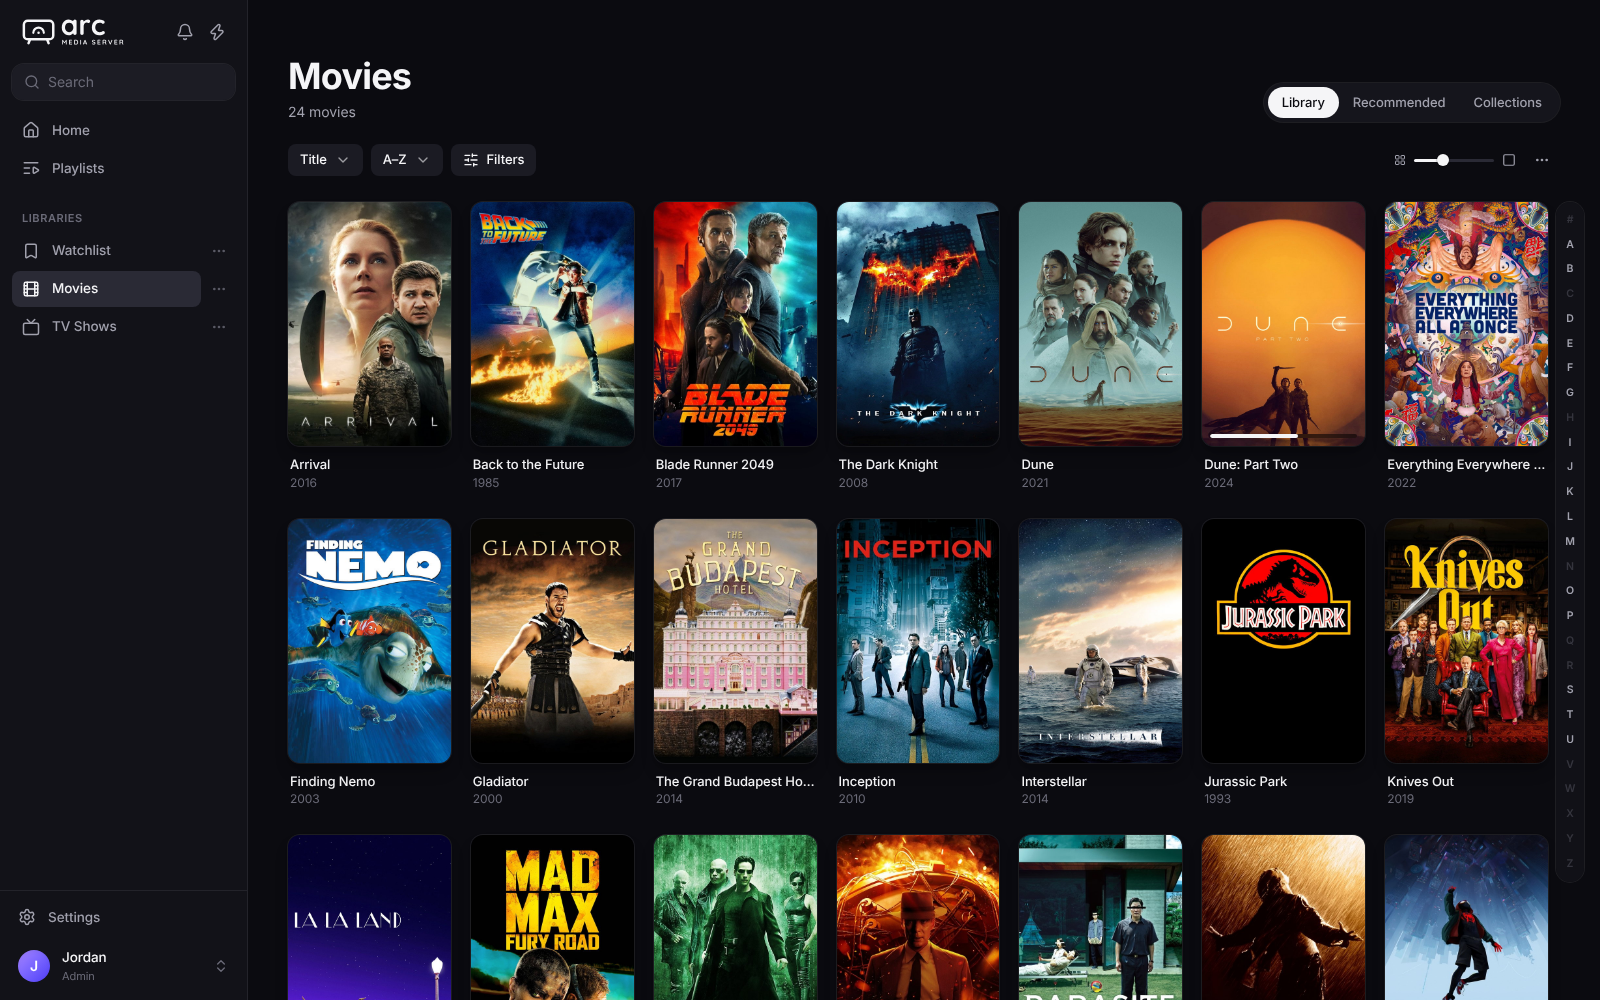 arc
MEDIA SERVER
Search
Home
Playlists
LIBRARIES
Watchlist
Movies
TV Shows
Settings
J
Jordan
Admin
Movies
24 movies
Library
Recommended
Collections
Title
A–Z
Filters
ARRIVAL
Arrival
2016
BACK TO THE FUTURE
Back to the Future
1985
BLADE
RUNNER
2049
Blade Runner 2049
2017
THE DARK KNIGHT
The Dark Knight
2008
DUNE
Dune
2021
DUNE
PART TWO
Dune: Part Two
2024
EVERYTHING
EVERYWHERE
ALL AT ONCE
Everything Everywhere ...
2022
FINDING
NEMO
Finding Nemo
2003
GLADIATOR
Gladiator
2000
THE
GRAND
BUDAPEST
HOTEL
The Grand Budapest Ho...
2014
INCEPTION
Inception
2010
INTERSTELLAR
Interstellar
2014
JURASSIC PARK
Jurassic Park
1993
Knives
Out
Knives Out
2019
LA LA LAND
MAD
MAX
FURY ROAD
PARASITE
#
A
B
C
D
E
F
G
H
I
J
K
L
M
N
O
P
Q
R
S
T
U
V
W
X
Y
Z